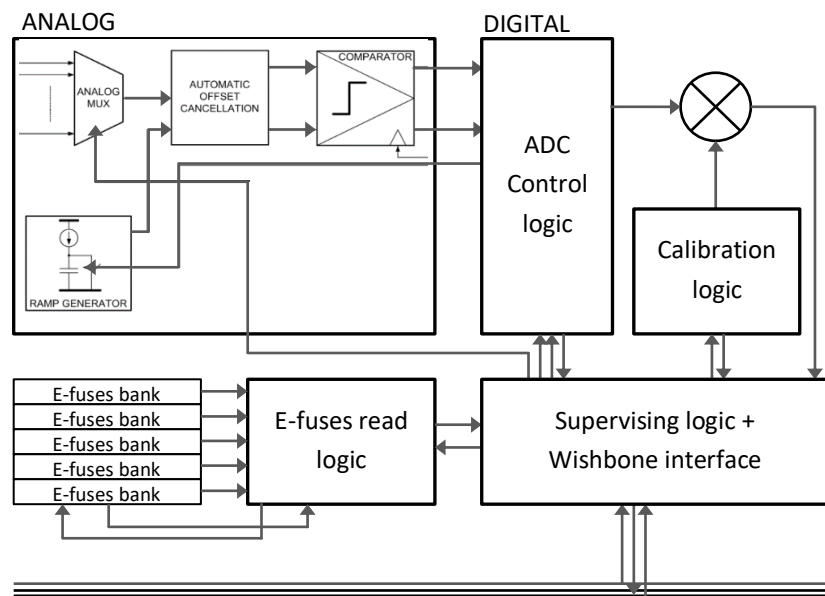 ANALOG
DIGITAL
ANALOG
MUX
AUTOMATIC
OFFSET
CANCELLATION
COMPARATOR
RAMP GENERATOR
ADC
Control
logic
Calibration
logic
E-fuses bank
E-fuses bank
E-fuses bank
E-fuses bank
E-fuses bank
E-fuses read
logic
Supervising logic +
Wishbone interface